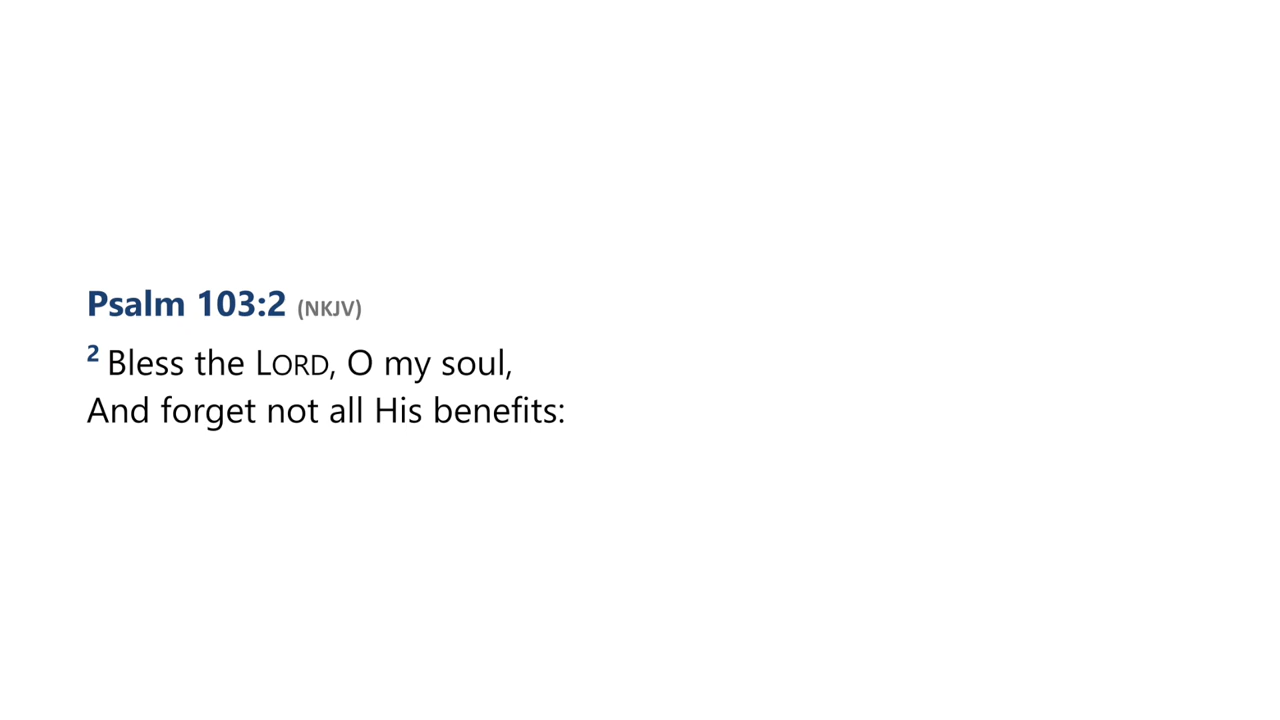 Psalm 103:2 (NKJV)
2 Bless the LORD, O my soul,
And forget not all His benefits: